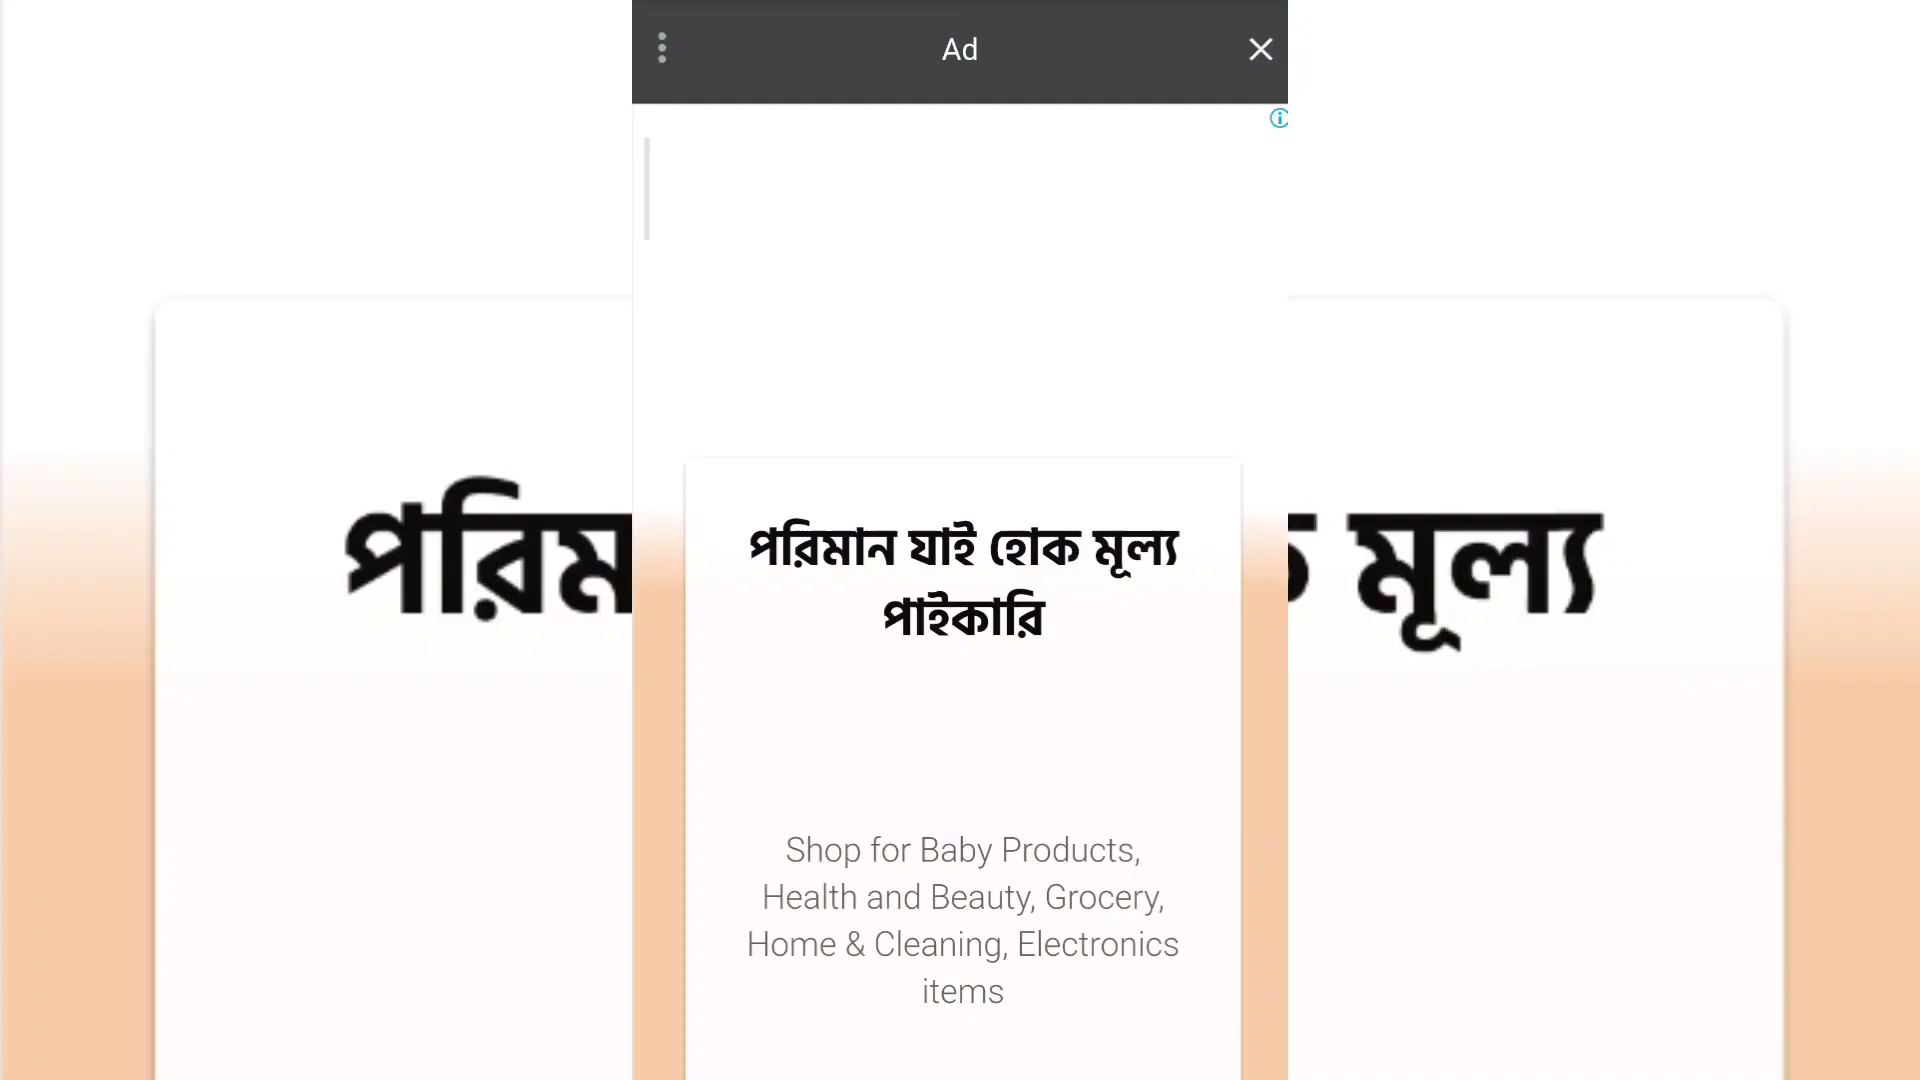 Ad
পরিমান যাই হোক মূল্য
পাইকারি
Shop for Baby Products,
Health and Beauty, Grocery,
Home & Cleaning, Electronics
items